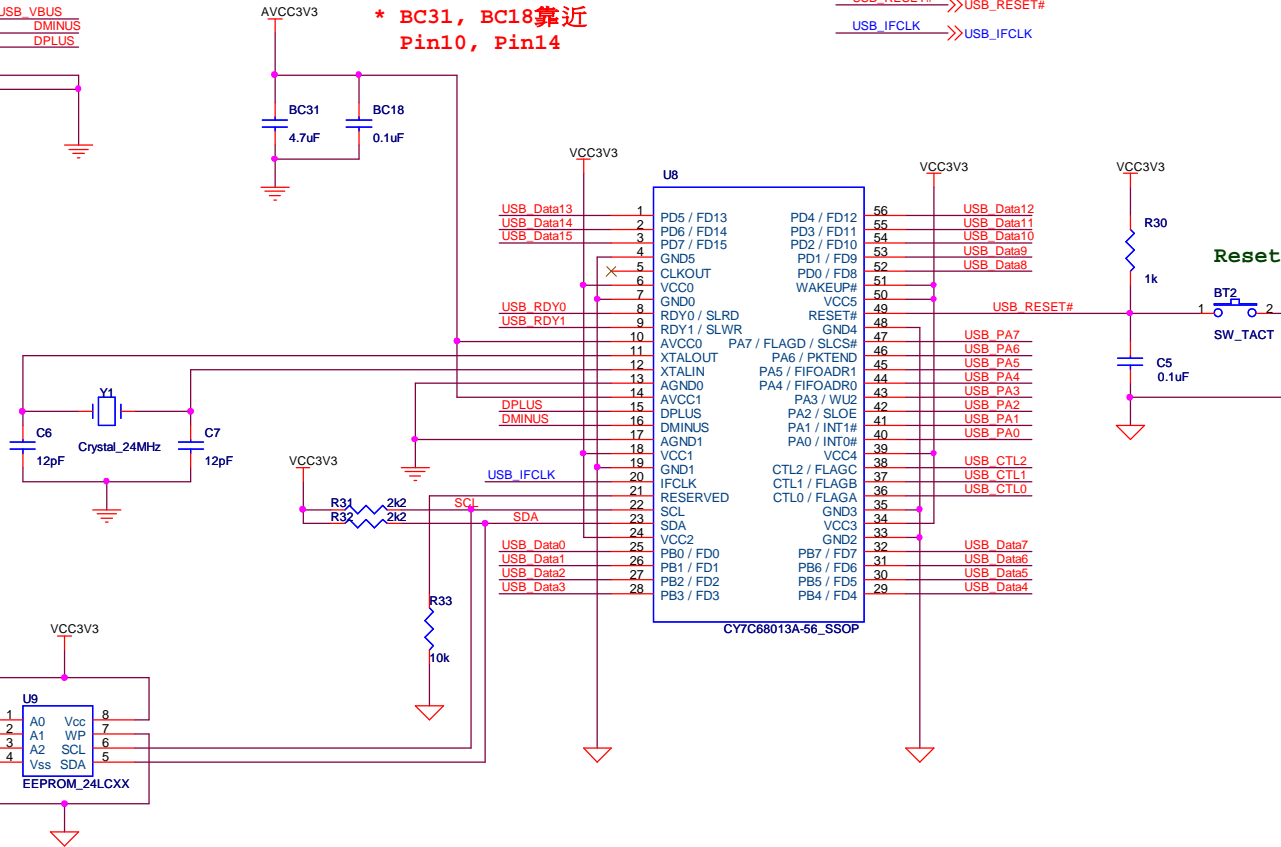 USB_VBUS
DMINUS
DPLUS
AVCC3V3
* BC31, BC18靠近
Pin10, Pin14
USB_RESET#
USB_IFCLK
USB_IFCLK
BC31
4.7uF
BC18
0.1uF
VCC3V3
U8
VCC3V3
VCC3V3
USB_Data13 1 PD5 / FD13 PD4 / FD12 56 USB_Data12
USB_Data14 2 PD6 / FD14 PD3 / FD11 55 USB_Data11
USB_Data15 3 PD7 / FD15 PD2 / FD10 54 USB_Data10
4 GND5 PD1 / FD9 53 USB_Data9
5 CLKOUT PD0 / FD8 52 USB_Data8
6 VCC0 WAKEUP# 51
7 GND0 VCC5 50
USB_RDY0 8 RDY0 / SLRD RESET# 49 USB_RESET#
USB_RDY1 9 RDY1 / SLWR GND4 48
10 AVCC0 PA7 / FLAGD / SLCS# 47 USB_PA7
11 XTALOUT PA6 / PKTEND 46 USB_PA6
12 XTALIN PA5 / FIFOADR1 45 USB_PA5
13 AGND0 PA4 / FIFOADR0 44 USB_PA4
14 AVCC1 PA3 / WU2 43 USB_PA3
DPLUS 15 DPLUS PA2 / SLOE 42 USB_PA2
DMINUS 16 DMINUS PA1 / INT1# 41 USB_PA1
17 AGND1 PA0 / INT0# 40 USB_PA0
18 VCC1 VCC4 39
19 GND1 CTL2 / FLAGC 38 USB_CTL2
USB_IFCLK 20 IFCLK CTL1 / FLAGB 37 USB_CTL1
21 RESERVED CTL0 / FLAGA 36 USB_CTL0
22 SCL GND3 35
23 SDA VCC3 34
24 VCC2 GND2 33
USB_Data0 25 PB0 / FD0 PB7 / FD7 32 USB_Data7
USB_Data1 26 PB1 / FD1 PB6 / FD6 31 USB_Data6
USB_Data2 27 PB2 / FD2 PB5 / FD5 30 USB_Data5
USB_Data3 28 PB3 / FD3 PB4 / FD4 29 USB_Data4
CY7C68013A-56_SSOP
R30
1k
Reset
BT2
1 2
SW_TACT
C5
0.1uF
Y1
Crystal_24MHz
C6
12pF
C7
12pF
VCC3V3
R31 2k2 SCL
R32 2k2 SDA
R33
10k
VCC3V3
U9
1 A0 Vcc 8
2 A1 WP 7
3 A2 SCL 6
4 Vss SDA 5
EEPROM_24LCXX